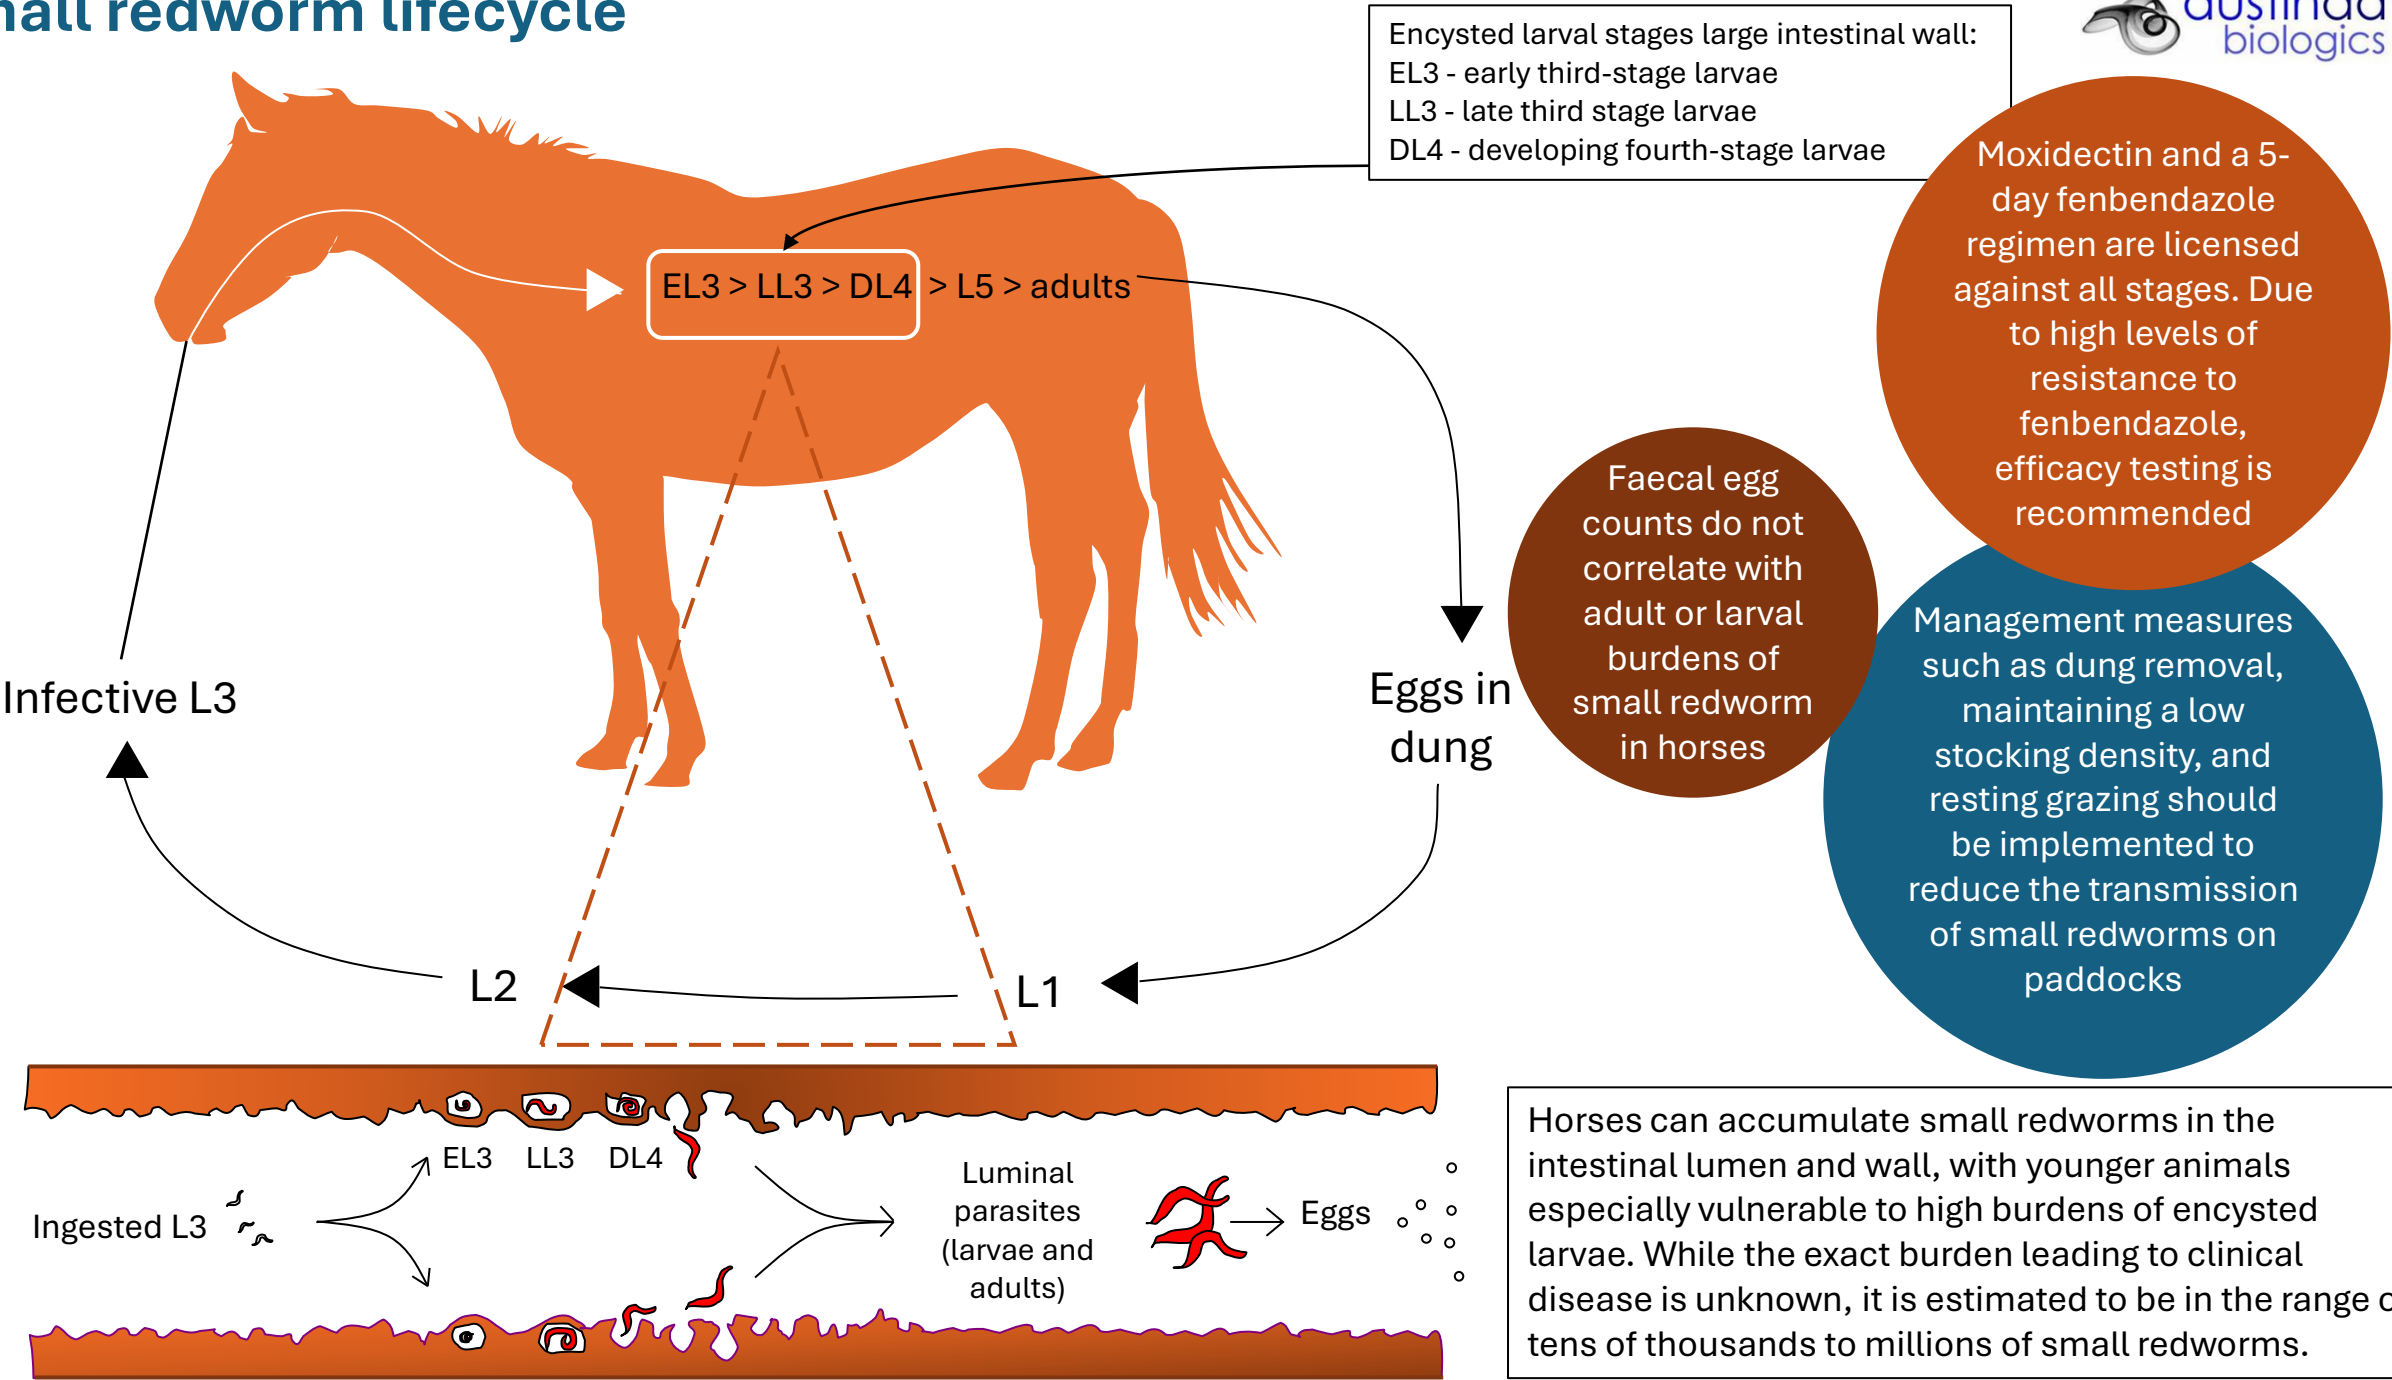 redworm lifecycle
Encysted larval stages large intestinal wall:
EL3 - early third-stage larvae
LL3 - late third stage larvae
DL4 - developing fourth-stage larvae
biologics
Moxidectin and a 5-
day fenbendazole
regimen are licensed
against all stages. Due
to high levels of
resistance to
fenbendazole,
efficacy testing is
recommended
EL3 > LL3 > DL4 > L5 > adults
Faecal egg
counts do not
correlate with
adult or larval
burdens of
small redworm
in horses
Management measures
such as dung removal,
maintaining a low
stocking density, and
resting grazing should
be implemented to
reduce the transmission
of small redworms on
paddocks
Infective L3
Eggs in
dung
L2
L1
EL3 LL3 DL4
Ingested L3
Luminal
parasites
(larvae and
adults)
Eggs
Horses can accumulate small redworms in the
intestinal lumen and wall, with younger animals
especially vulnerable to high burdens of encysted
larvae. While the exact burden leading to clinical
disease is unknown, it is estimated to be in the range
tens of thousands to millions of small redworms.